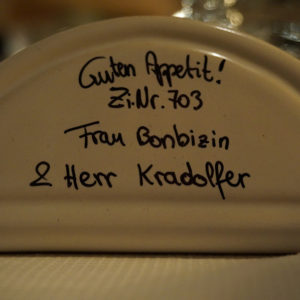 Guten Appetit!
Zi.Nr. 703
Frau Bonbizin
& Herr Kradolfer